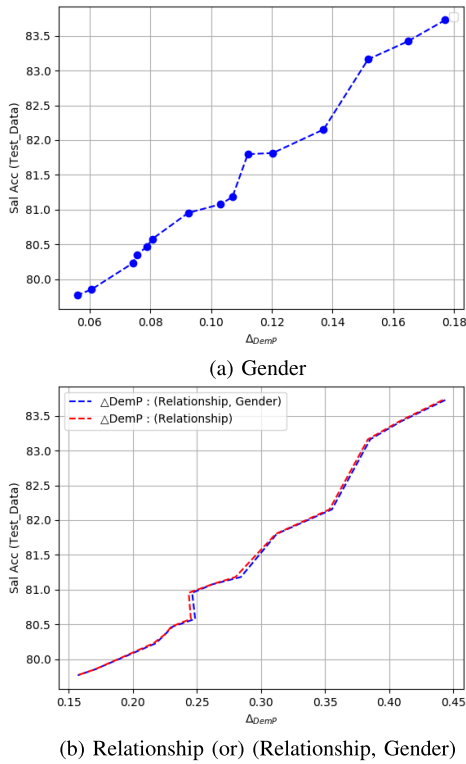 83.5
83.0
82.5
82.0
81.5
81.0
80.5
80.0
Sal Acc (Test_Data)
0.06 0.08 0.10 0.12 0.14 0.16 0.18
Δ_DemP
(a) Gender
△DemP : (Relationship, Gender)
△DemP : (Relationship)
83.5
83.0
82.5
82.0
81.5
81.0
80.5
80.0
Sal Acc (Test_Data)
0.15 0.20 0.25 0.30 0.35 0.40 0.45
Δ_DemP
(b) Relationship (or) (Relationship, Gender)